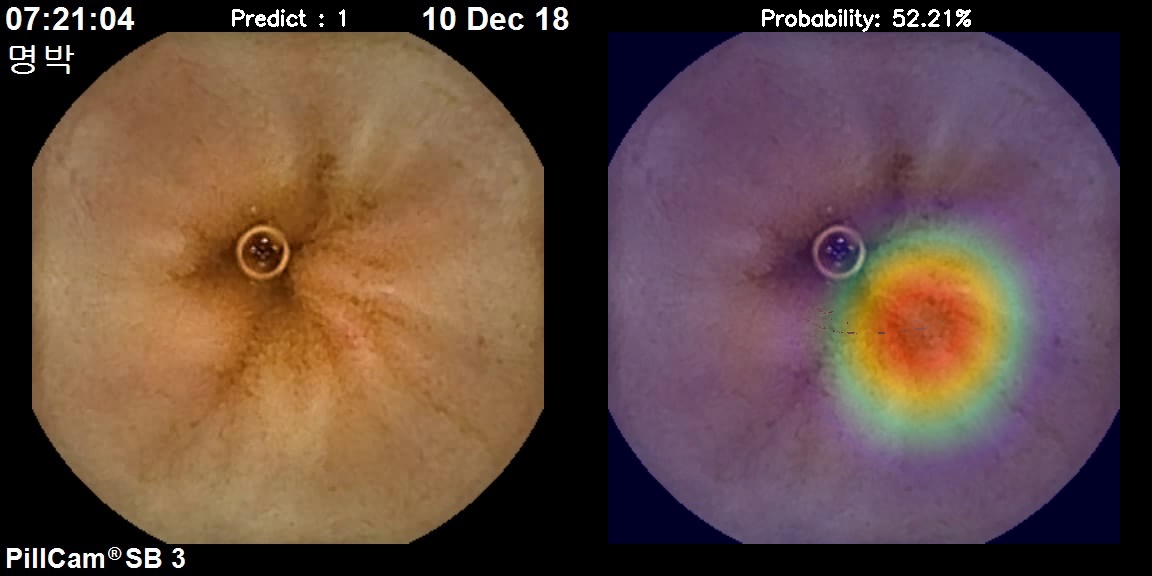 07:21:04 Predict : 1 10 Dec 18 Probability: 52.21%
명박
PillCam® SB 3